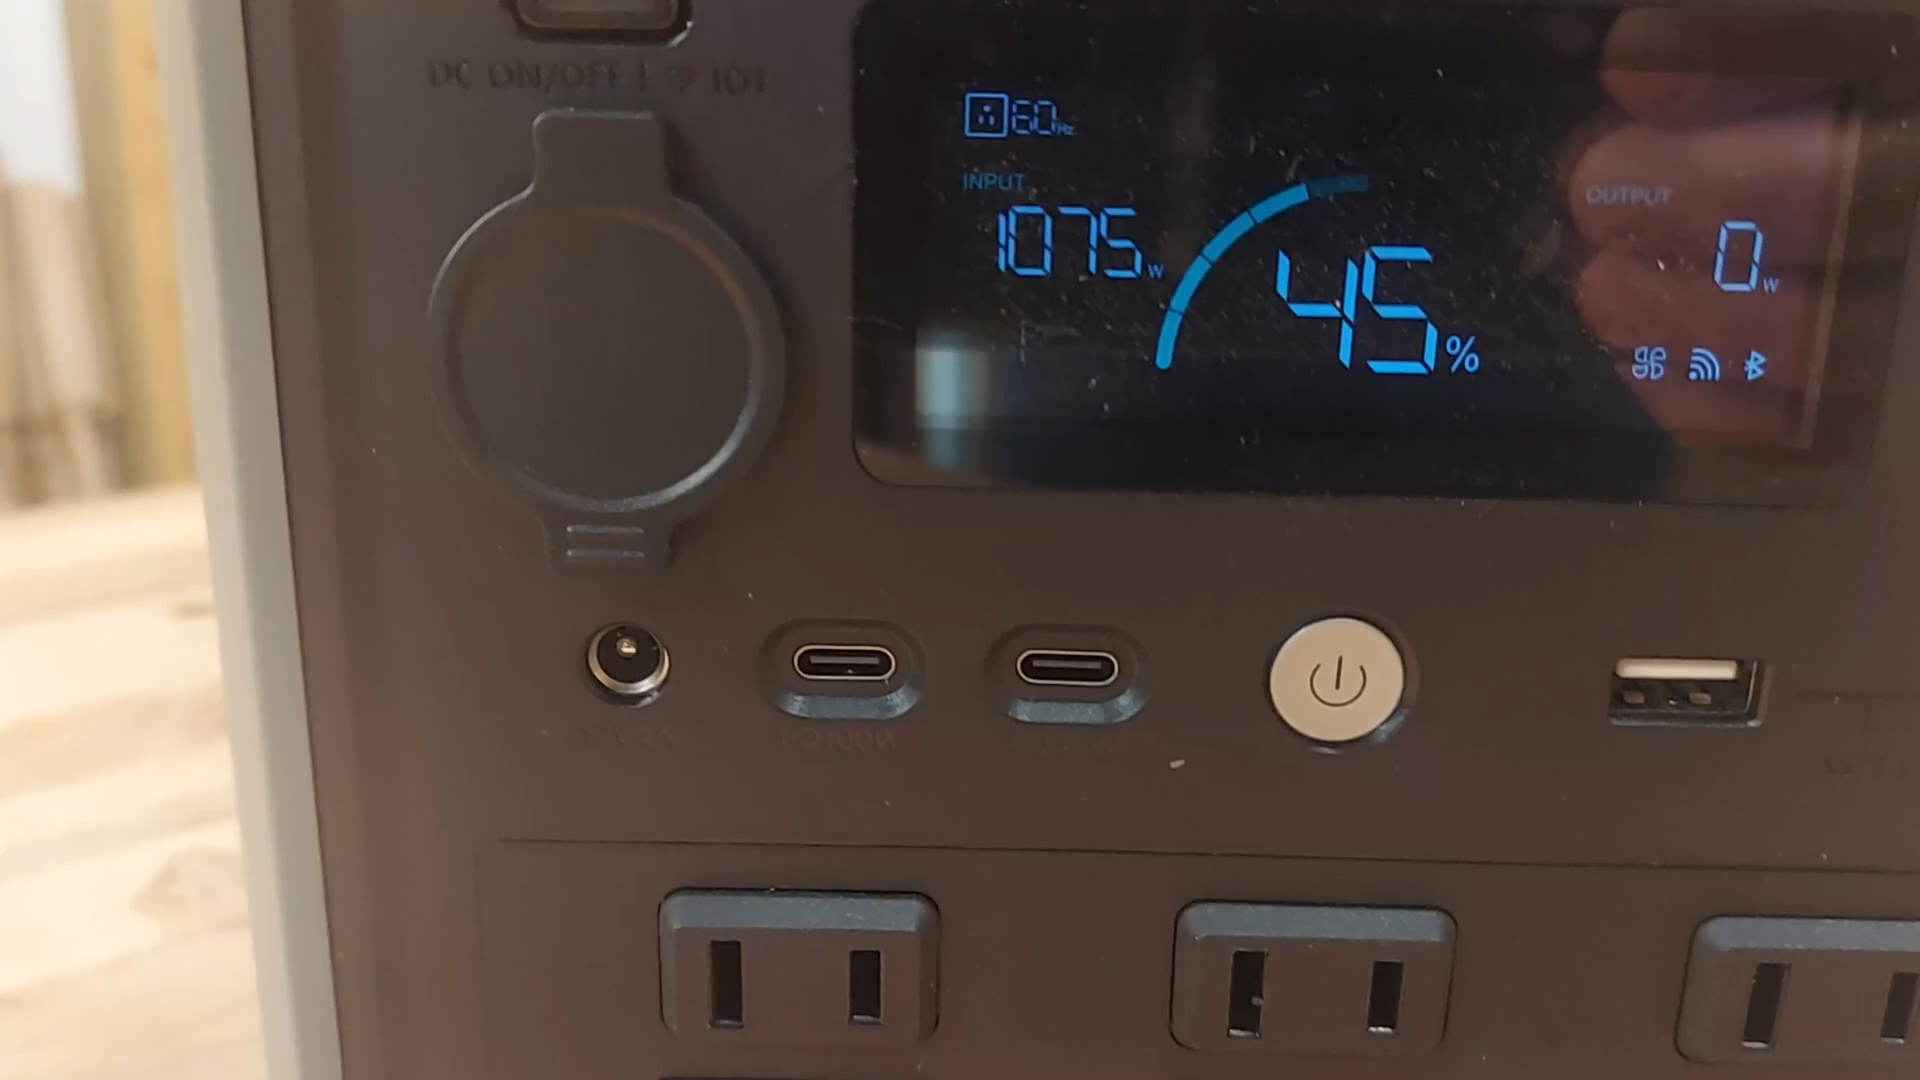 DC ON/OFF | IOT
60Hz
INPUT
1075w
45%
OUTPUT
0w